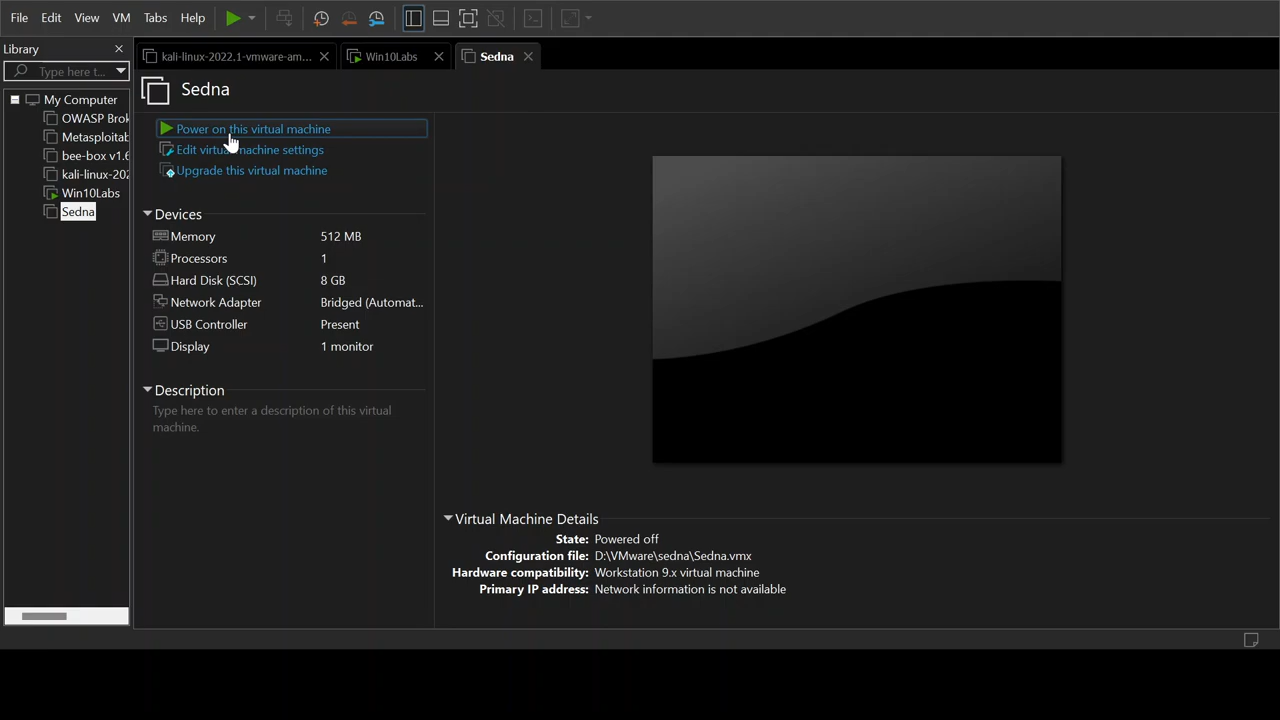 File Edit View VM Tabs Help
Library
Type here t...
My Computer
OWASP Brok
Metasploitab
bee-box v1.6
kali-linux-202
Win10Labs
Sedna
kali-linux-2022.1-vmware-am...
Win10Labs
Sedna
Sedna
Power on this virtual machine
Edit virtual machine settings
Upgrade this virtual machine
Devices
Memory 512 MB
Processors 1
Hard Disk (SCSI) 8 GB
Network Adapter Bridged (Automat...
USB Controller Present
Display 1 monitor
Description
Type here to enter a description of this virtual
machine.
Virtual Machine Details
State: Powered off
Configuration file: D:\VMware\sedna\Sedna.vmx
Hardware compatibility: Workstation 9.x virtual machine
Primary IP address: Network information is not available